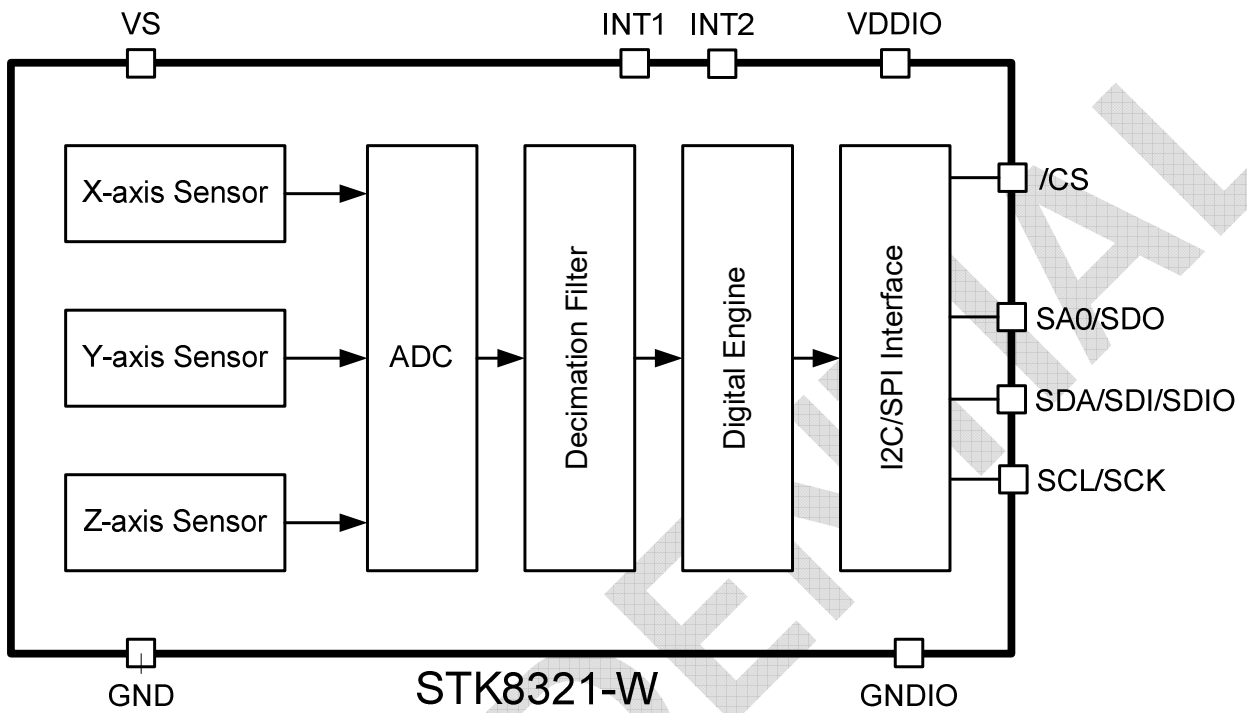 VS
INT1
INT2
VDDIO
X-axis Sensor
Y-axis Sensor
Z-axis Sensor
ADC
Decimation Filter
Digital Engine
I2C/SPI Interface
/CS
SA0/SDO
SDA/SDI/SDIO
SCL/SCK
GND
STK8321-W
GNDIO